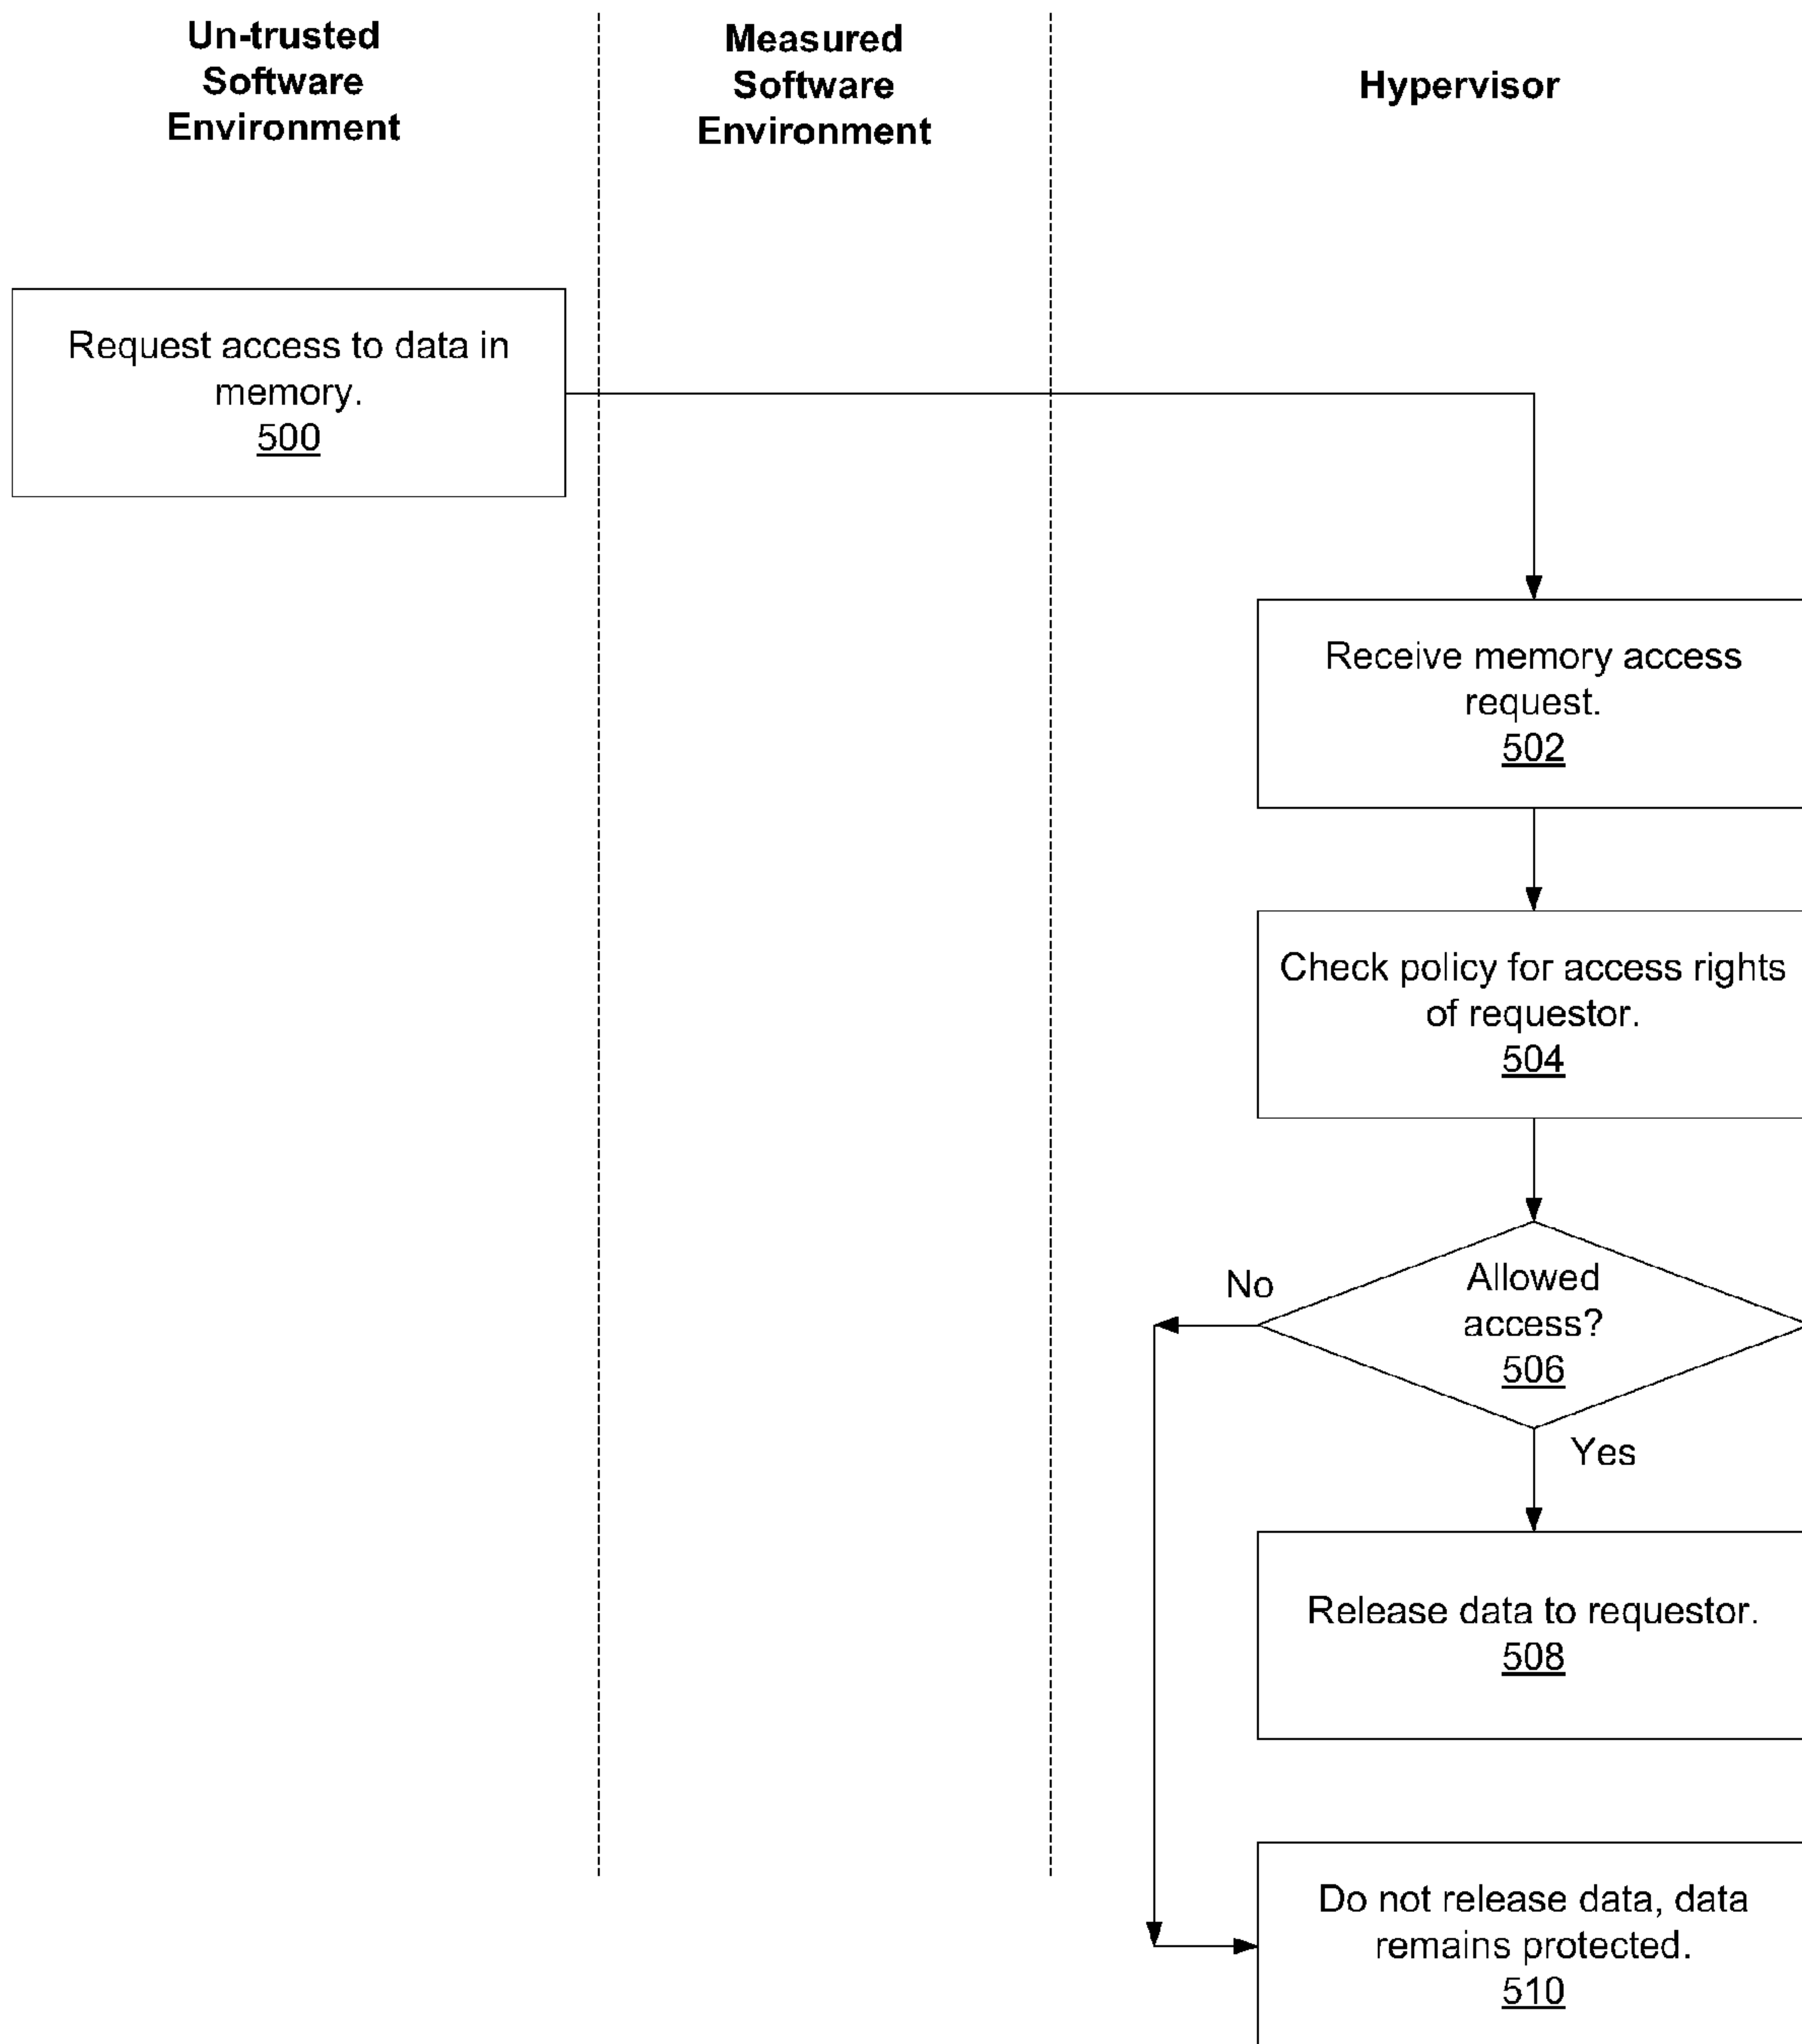 Un-trusted
Software
Environment
Measured
Software
Environment
Hypervisor
Request access to data in
memory.
500
Receive memory access
request.
502
Check policy for access rights
of requestor.
504
Allowed
access?
506
No
Yes
Release data to requestor.
508
Do not release data, data
remains protected.
510